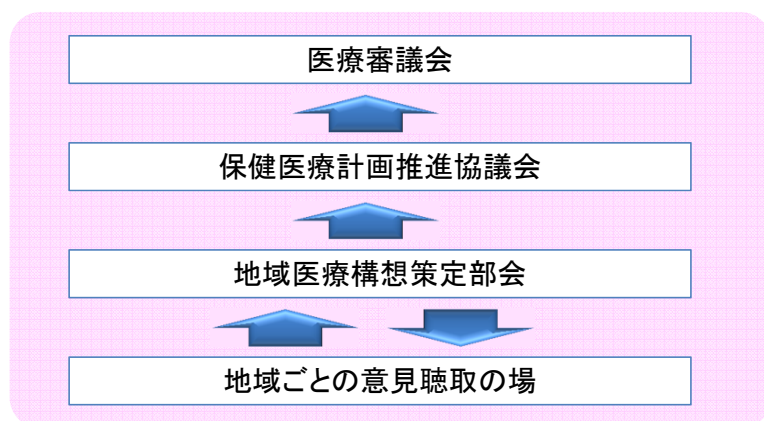 医療審議会
保健医療計画推進協議会
地域医療構想策定部会
地域ごとの意見聴取の場